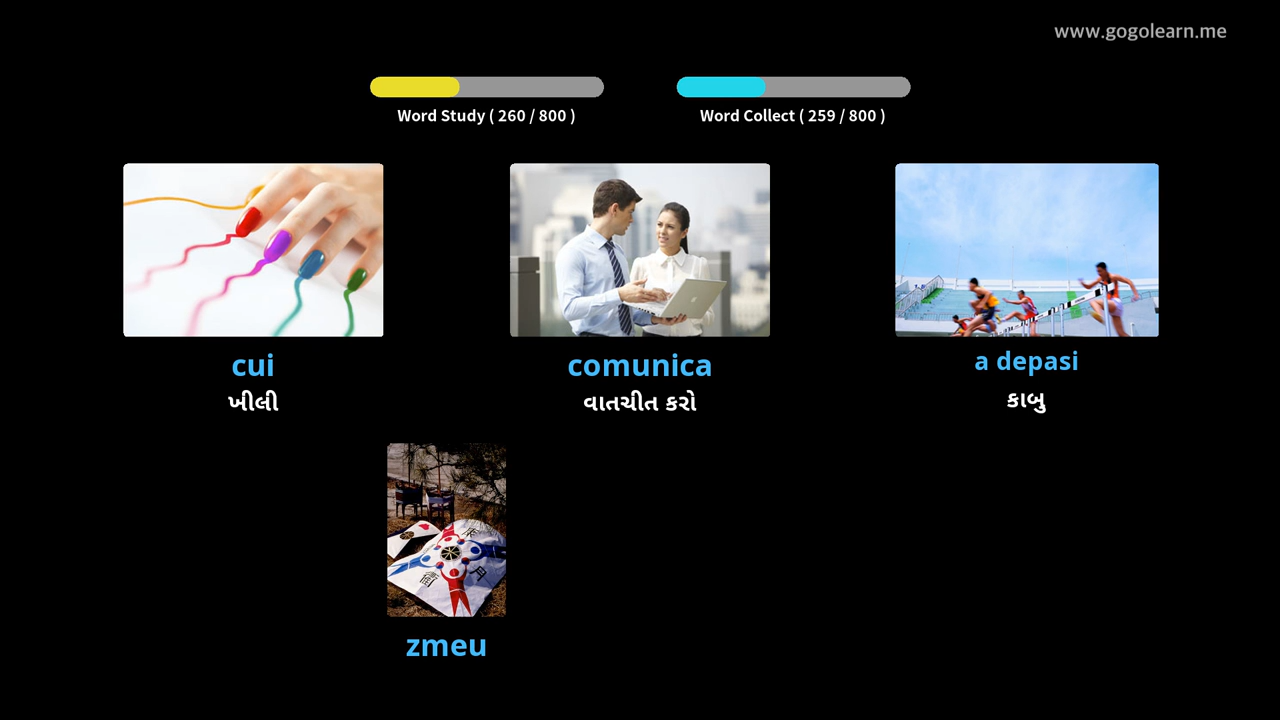 www.gogolearn.me
Word Study ( 260 / 800 )
Word Collect ( 259 / 800 )
cui
ખીલી
comunica
વાતચીત કરો
a depasi
કાબુ
zmeu